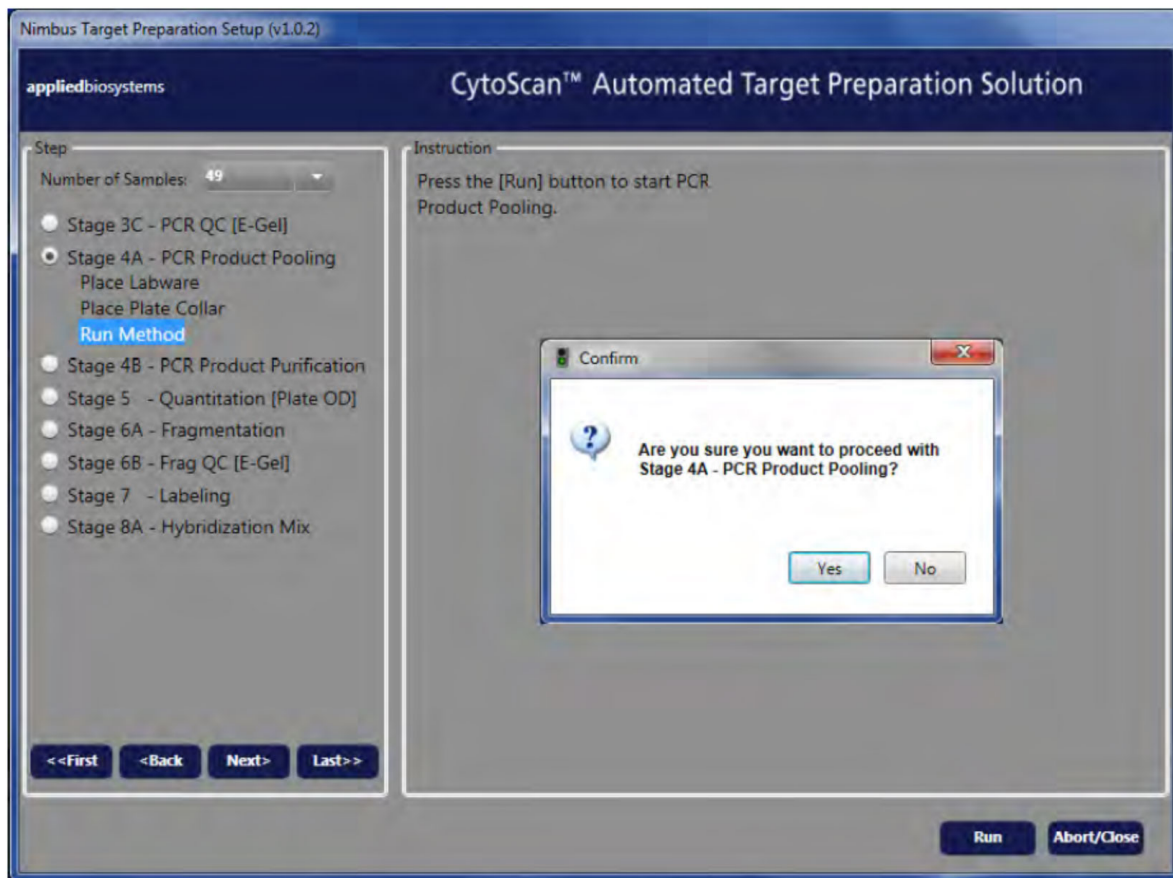 Nimbus Target Preparation Setup (v1.0.2)
appliedbiosystems
CytoScan™ Automated Target Preparation Solution
Step
Number of Samples: 49
Stage 3C - PCR QC [E-Gel]
Stage 4A - PCR Product Pooling
Place Labware
Place Plate Collar
Run Method
Stage 4B - PCR Product Purification
Stage 5 - Quantitation [Plate OD]
Stage 6A - Fragmentation
Stage 6B - Frag QC [E-Gel]
Stage 7 - Labeling
Stage 8A - Hybridization Mix
<<First
<Back
Next>
Last>>
Instruction
Press the [Run] button to start PCR
Product Pooling.
Confirm
Are you sure you want to proceed with
Stage 4A - PCR Product Pooling?
Yes
No
Run
Abort/Close